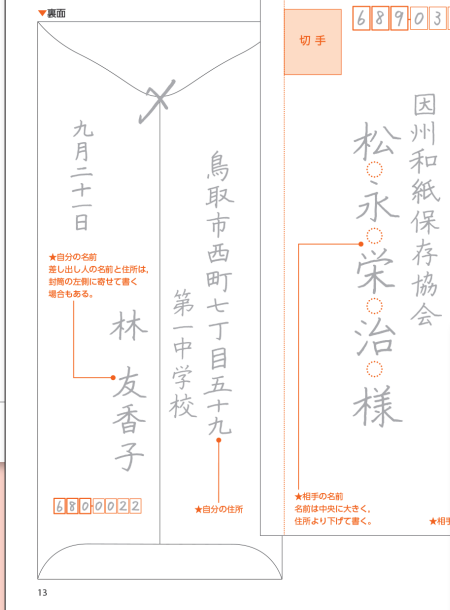 ▼裏面
九月二十一日
鳥取市西町七丁目五十九
第一中学校
林 友香子
★自分の名前
差し出し人の名前と住所は、
封筒の左側に寄せて書く
場合もある。
680-0022
★自分の住所
切手
689-03
因州和紙保存協会
松永栄治様
★相手の名前
名前は中央に大きく、
住所より下げて書く。
★相手
13